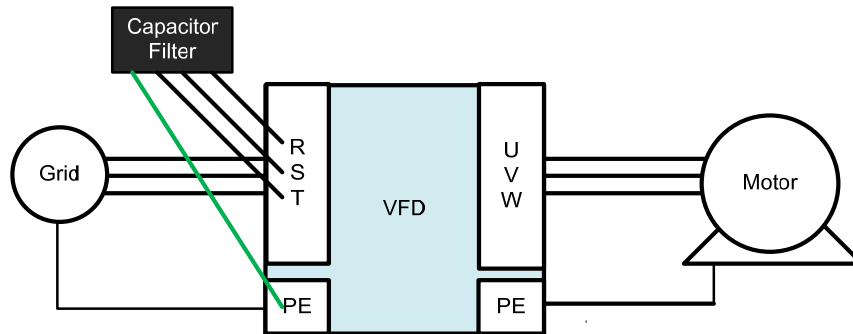 Capacitor
Filter
Grid
R
S
T
VFD
U
V
W
Motor
PE
PE